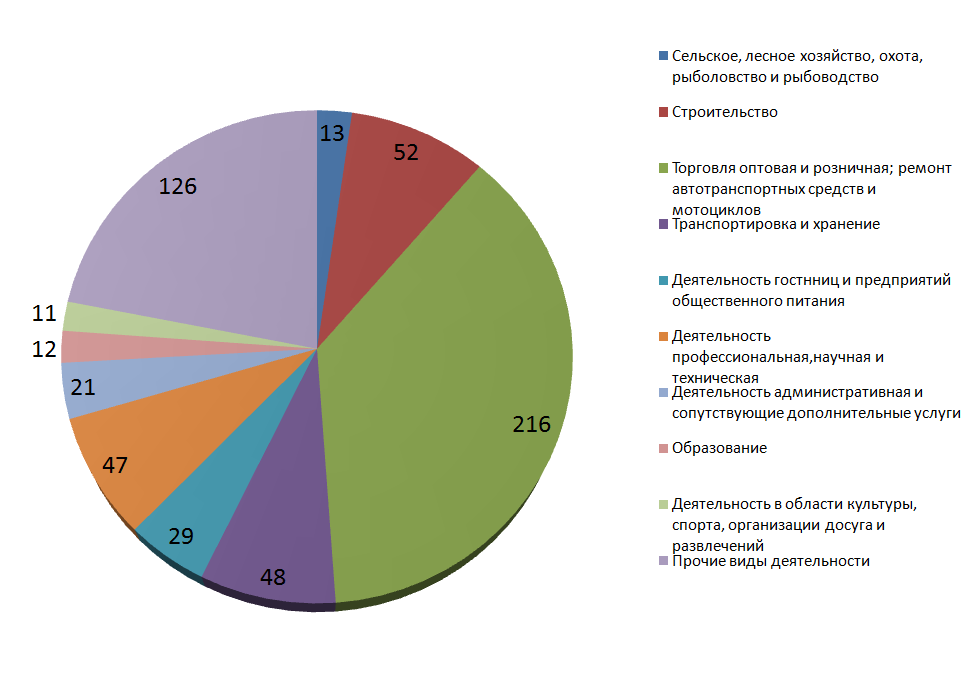 13
52
126
11
12
21
216
47
29
48
Сельское, лесное хозяйство, охота,
рыболовство и рыбоводство
Строительство
Торговля оптовая и розничная; ремонт
автотранспортных средств и
мотоциклов
Транспортировка и хранение
Деятельность гостнниц и предприятий
общественного питания
Деятельность
профессиональная,научная и
техническая
Деятельность административная и
сопутствующие дополнительные услуги
Образование
Деятельность в области культуры,
спорта, организации досуга и
развлечений
Прочие виды деятельности